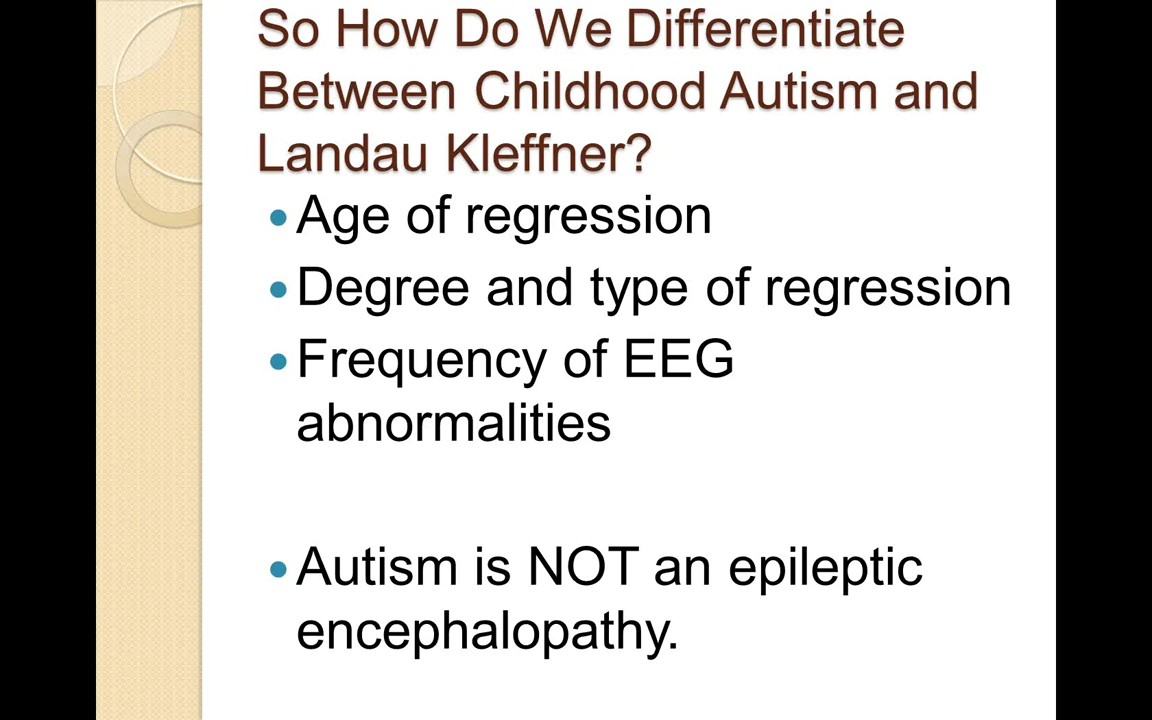 So How Do We Differentiate
Between Childhood Autism and
Landau Kleffner?
• Age of regression
• Degree and type of regression
• Frequency of EEG
abnormalities
• Autism is NOT an epileptic
encephalopathy.